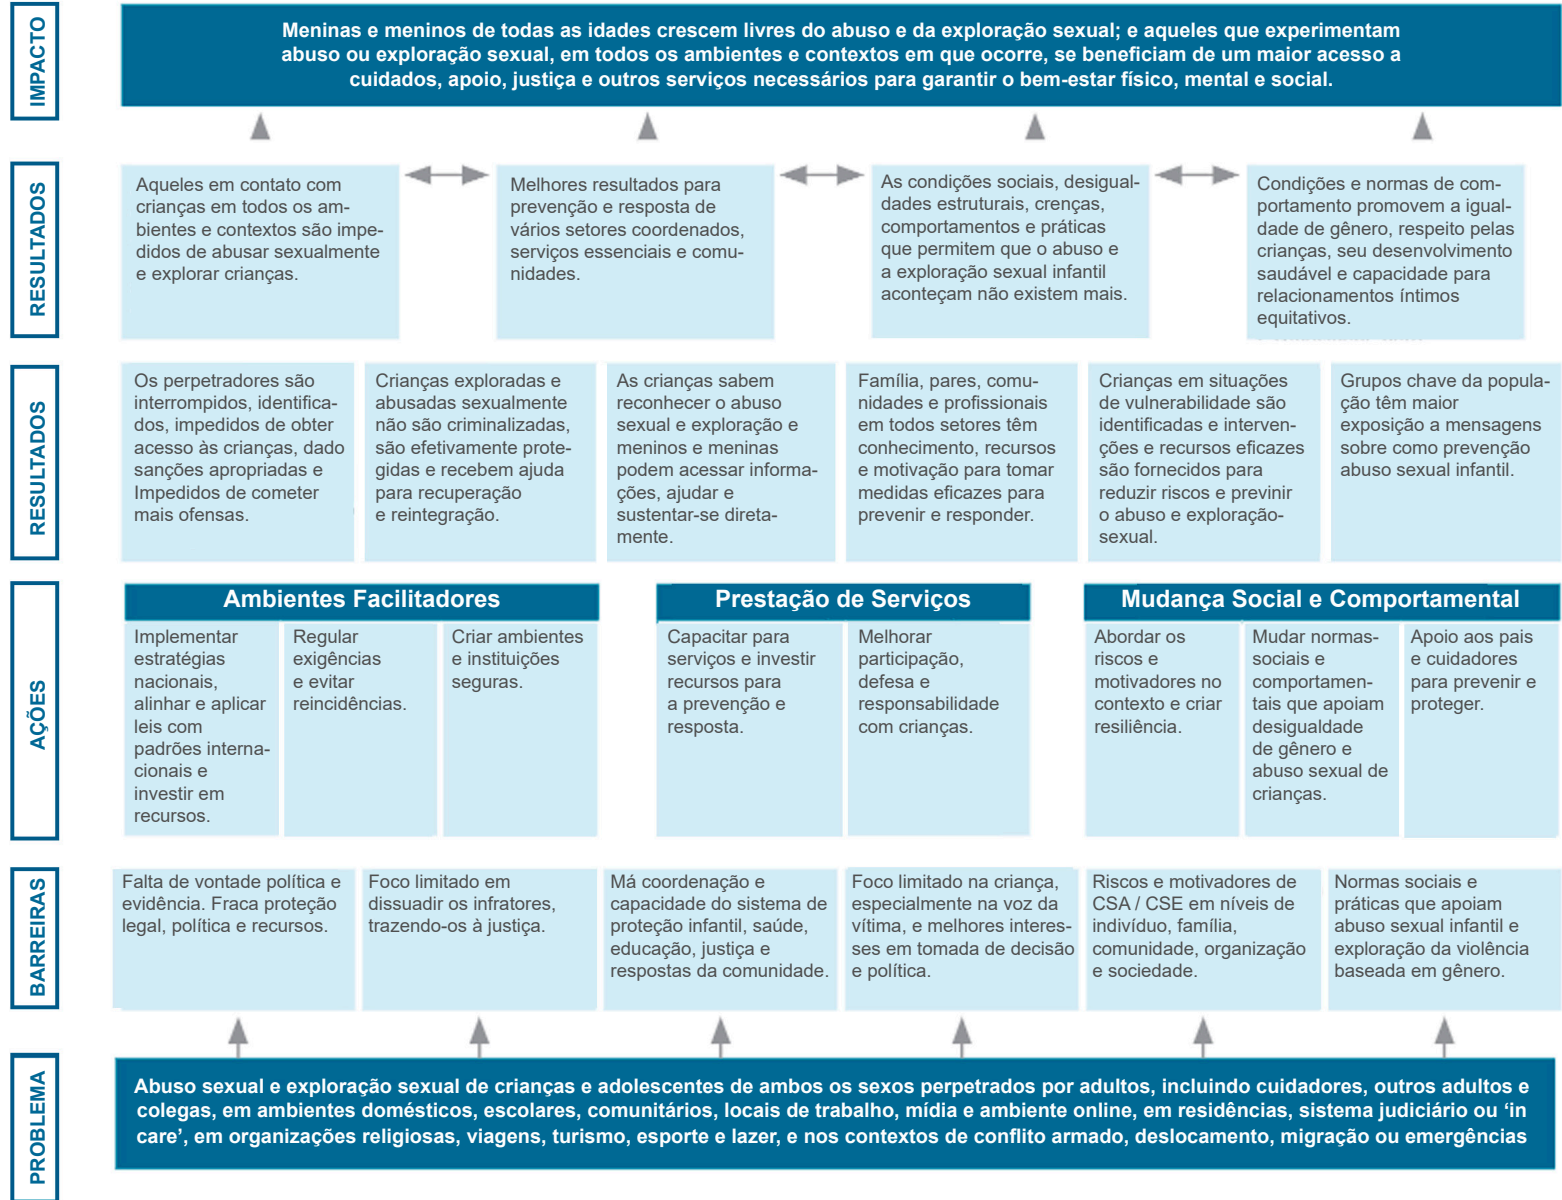 IMPACTO
Meninas e meninos de todas as idades crescem livres do abuso e da exploração sexual; e aqueles que experimentam
abuso ou exploração sexual, em todos os ambientes e contextos em que ocorre, se beneficiam de um maior acesso a
cuidados, apoio, justiça e outros serviços necessários para garantir o bem-estar físico, mental e social.
RESULTADOS
Aqueles em contato com
crianças em todos os am-
bientes e contextos são impe-
didos de abusar sexualmente
e explorar crianças.
Melhores resultados para
prevenção e resposta de
vários setores coordenados,
serviços essenciais e comu-
nidades.
As condições sociais, desigual-
dades estruturais, crenças,
comportamentos e práticas
que permitem que o abuso e
a exploração sexual infantil
aconteçam não existem mais.
Condições e normas de com-
portamento promovem a igual-
dade de gênero, respeito pelas
crianças, seu desenvolvimento
saudável e capacidade para
relacionamentos íntimos
equitativos.
RESULTADOS
Os perpetradores são
interrompidos, identifica-
dos, impedidos de obter
acesso às crianças, dado
sanções apropriadas e
Impedidos de cometer
mais ofensas.
Crianças exploradas e
abusadas sexualmente
não são criminalizadas,
são efetivamente prote-
gidas e recebem ajuda
para recuperação
e reintegração.
As crianças sabem
reconhecer o abuso
sexual e exploração e
meninos e meninas
podem acessar informa-
ções, ajudar e
sustentar-se direta-
mente.
Família, pares, comu-
nidades e profissionais
em todos setores têm
conhecimento, recursos
e motivação para tomar
medidas eficazes para
prevenir e responder.
Crianças em situações
de vulnerabilidade são
identificadas e interven-
ções e recursos eficazes
são fornecidos para
reduzir riscos e previnir
o abuso e exploração-
sexual.
Grupos chave da popula-
ção têm maior
exposição a mensagens
sobre como prevenção
abuso sexual infantil.
AÇÕES
Ambientes Facilitadores
Implementar
estratégias
nacionais,
alinhar e aplicar
leis com
padrões interna-
cionais e
investir em
recursos.
Regular
exigências
e evitar
reincidências.
Criar ambientes
e instituições
seguras.
Prestação de Serviços
Capacitar para
serviços e investir
recursos para
a prevenção e
resposta.
Melhorar
participação,
defesa e
responsabilidade
com crianças.
Mudança Social e Comportamental
Abordar os
riscos e
motivadores no
contexto e criar
resiliência.
Mudar normas-
sociais e
comportamen-
tais que apoiam
desigualdade
de gênero e
abuso sexual de
crianças.
Apoio aos pais
e cuidadores
para prevenir e
proteger.
BARREIRAS
Falta de vontade política e
evidência. Fraca proteção
legal, política e recursos.
Foco limitado em
dissuadir os infratores,
trazendo-os à justiça.
Má coordenação e
capacidade do sistema de
proteção infantil, saúde,
educação, justiça e
respostas da comunidade.
Foco limitado na criança,
especialmente na voz da
vítima, e melhores interes-
ses em tomada de decisão
e política.
Riscos e motivadores de
CSA / CSE em níveis de
indivíduo, família,
comunidade, organização
e sociedade.
Normas sociais e
práticas que apoiam
abuso sexual infantil e
exploração da violência
baseada em gênero.
PROBLEMA
Abuso sexual e exploração sexual de crianças e adolescentes de ambos os sexos perpetrados por adultos, incluindo cuidadores, outros adultos e
colegas, em ambientes domésticos, escolares, comunitários, locais de trabalho, mídia e ambiente online, em residências, sistema judiciário ou ‘in
care’, em organizações religiosas, viagens, turismo, esporte e lazer, e nos contextos de conflito armado, deslocamento, migração ou emergências